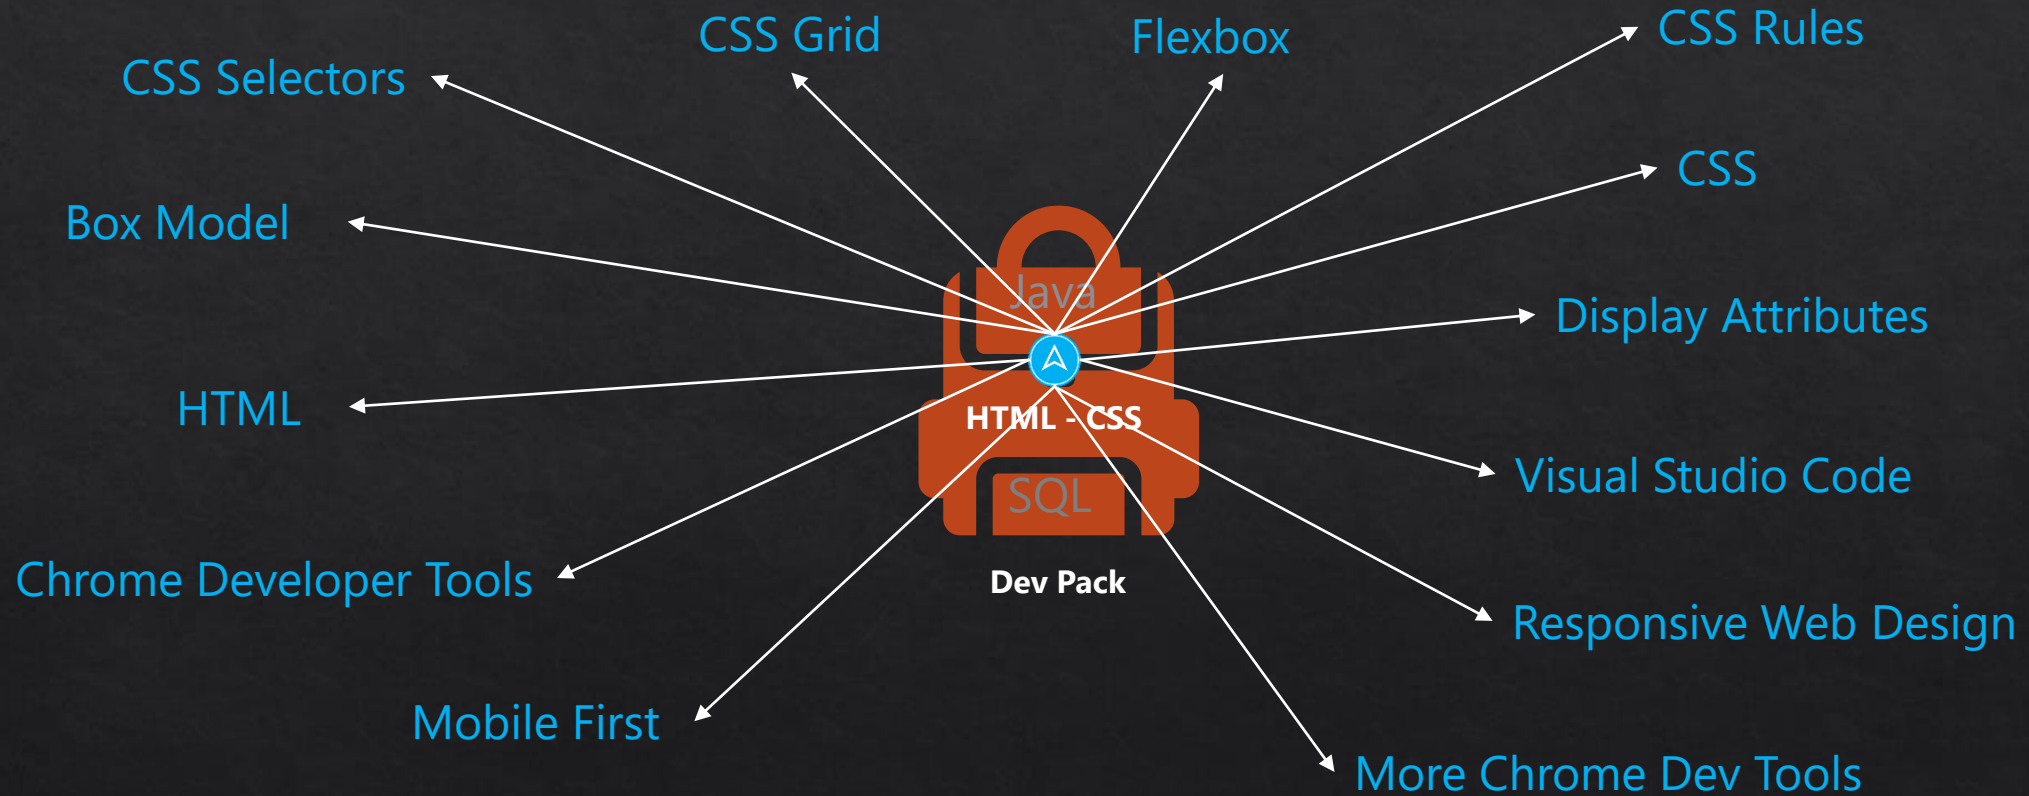 CSS Grid
Flexbox
CSS Rules
CSS Selectors
CSS
Box Model
Java
Display Attributes
HTML
HTML - CSS
Visual Studio Code
SQL
Chrome Developer Tools
Dev Pack
Responsive Web Design
Mobile First
More Chrome Dev Tools